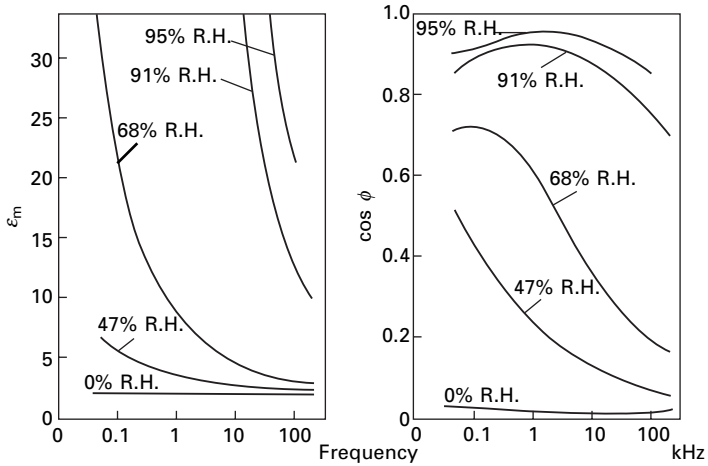 30
25
20
15
10
5
0
εm
95% R.H.
91% R.H.
68% R.H.
47% R.H.
0% R.H.
0 0.1 1 10 100
1.0
0.8
0.6
0.4
0.2
0
cos ϕ
95% R.H.
91% R.H.
68% R.H.
47% R.H.
0% R.H.
0 0.1 1 10 100
Frequency kHz